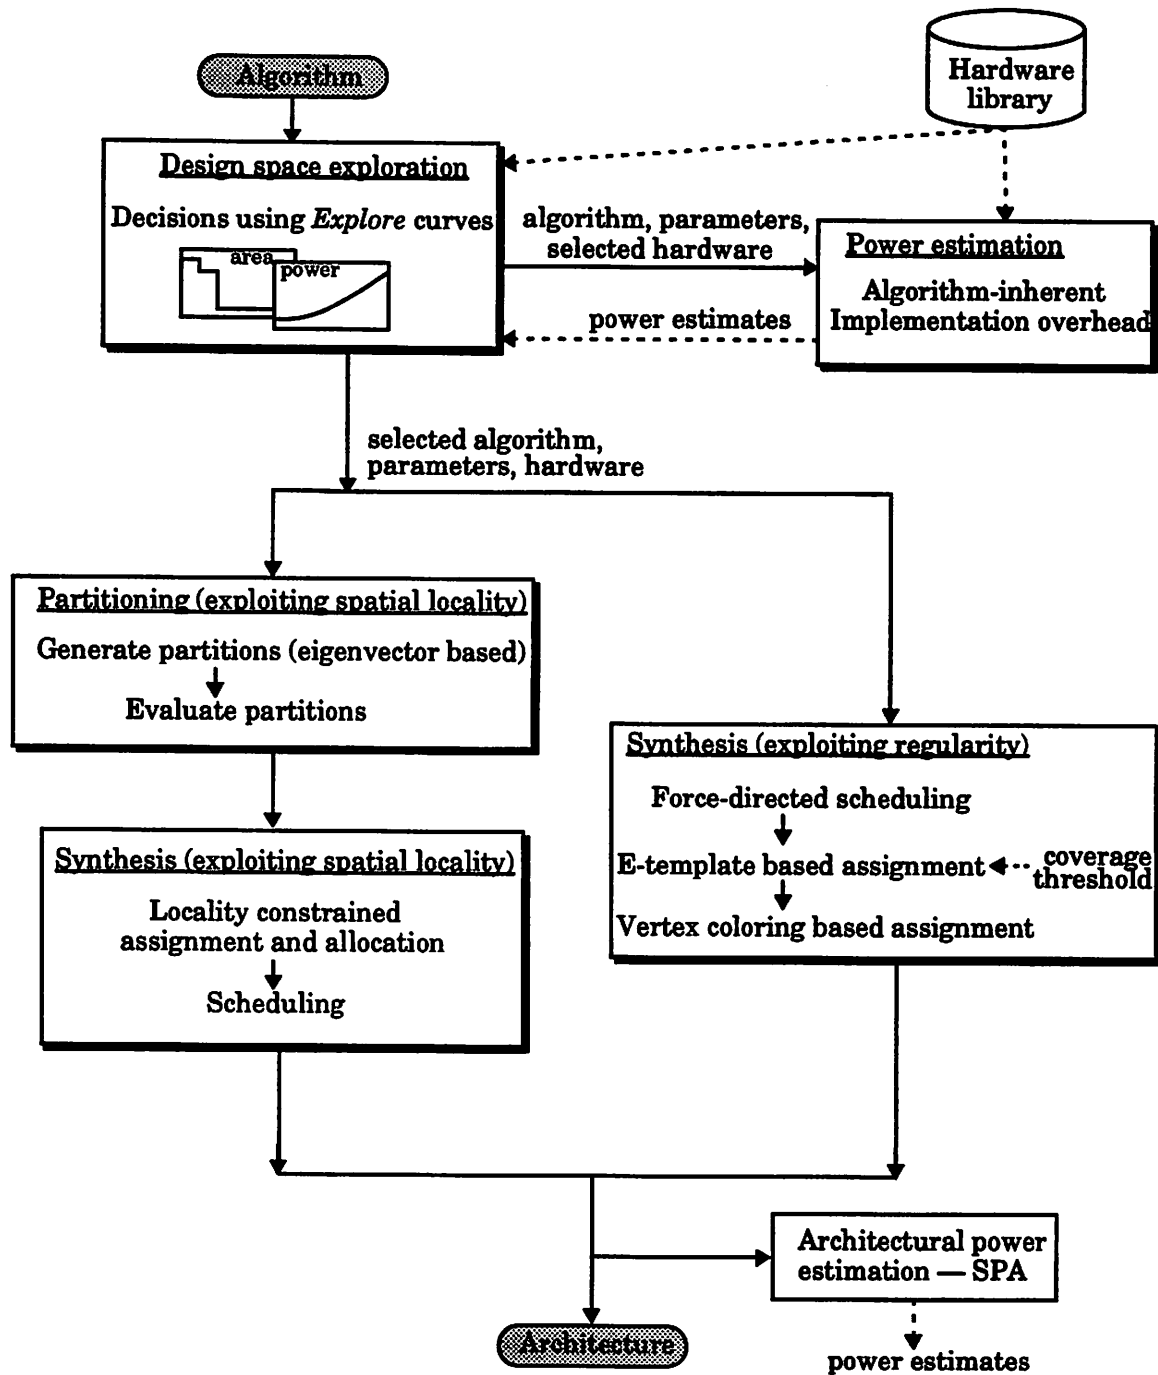 Algorithm
Hardware
library
Design space exploration
Decisions using Explore curves
area
power
algorithm, parameters,
selected hardware
Power estimation
Algorithm-inherent
Implementation overhead
power estimates
selected algorithm,
parameters, hardware
Partitioning (exploiting spatial locality)
Generate partitions (eigenvector based)
Evaluate partitions
Synthesis (exploiting spatial locality)
Locality constrained
assignment and allocation
Scheduling
Synthesis (exploiting regularity)
Force-directed scheduling
E-template based assignment
coverage
threshold
Vertex coloring based assignment
Architectural power
estimation — SPA
Architecture
power estimates